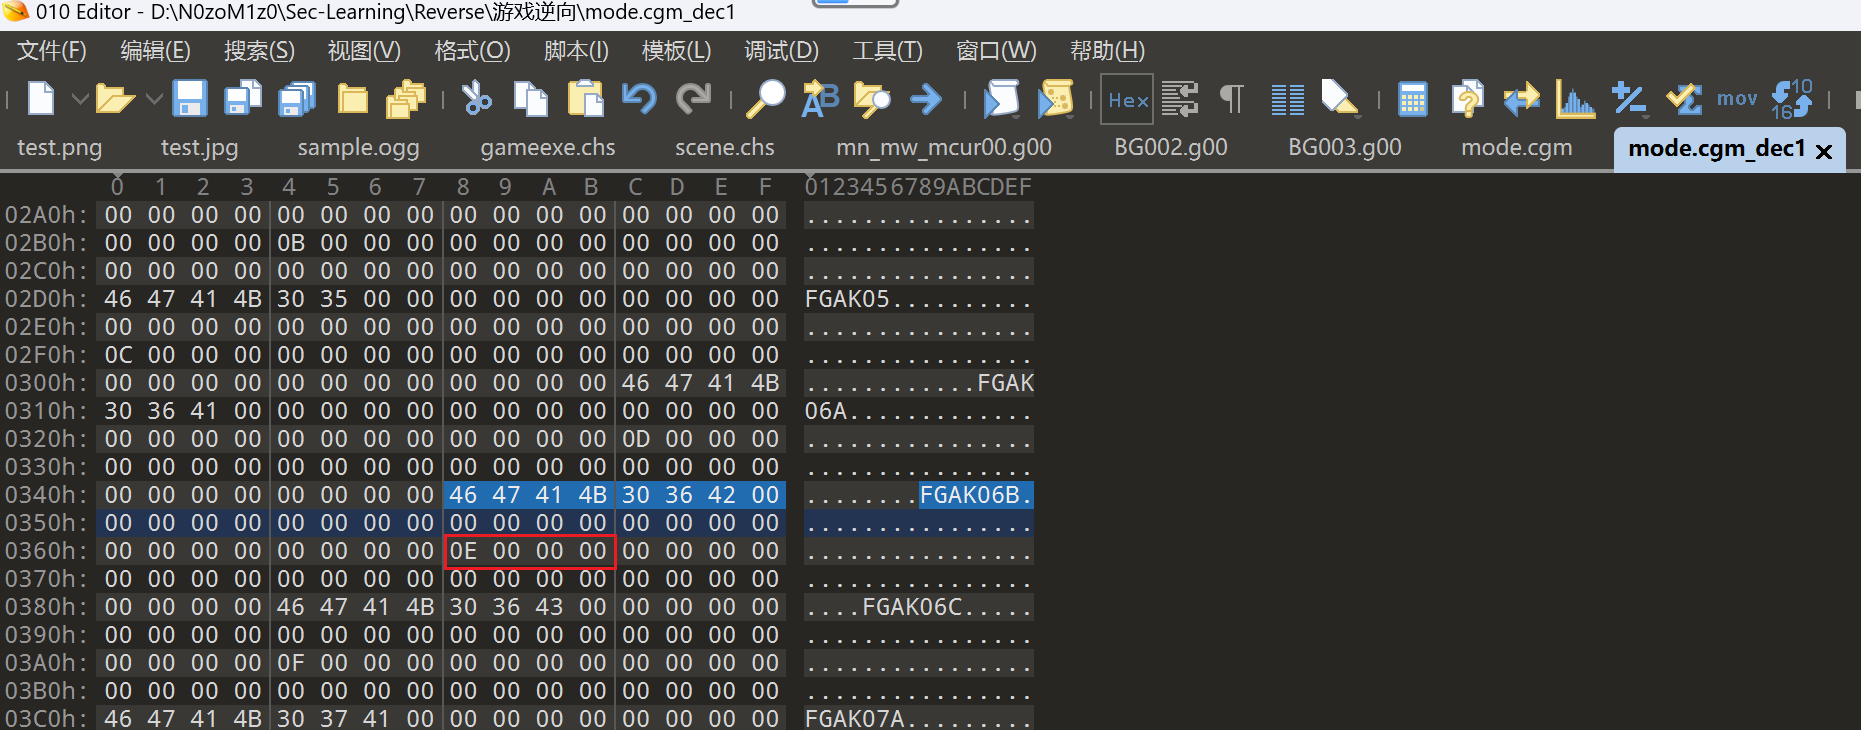 010 Editor - D:\N0zoM1z0\Sec-Learning\Reverse\游戏逆向\mode.cgm_dec1
文件(F) 编辑(E) 搜索(S) 视图(V) 格式(O) 脚本(I) 模板(L) 调试(D) 工具(T) 窗口(W) 帮助(H)
Hex mov 10 16
test.png test.jpg sample.ogg gameexe.chs scene.chs mn_mw_mcur00.g00 BG002.g00 BG003.g00 mode.cgm mode.cgm_dec1 x
0 1 2 3 4 5 6 7 8 9 A B C D E F 0123456789ABCDEF
02A0h: 00 00 00 00 00 00 00 00 00 00 00 00 00 00 00 00 ................
02B0h: 00 00 00 00 0B 00 00 00 00 00 00 00 00 00 00 00 ................
02C0h: 00 00 00 00 00 00 00 00 00 00 00 00 00 00 00 00 ................
02D0h: 46 47 41 4B 30 35 00 00 00 00 00 00 00 00 00 00 FGAK05..........
02E0h: 00 00 00 00 00 00 00 00 00 00 00 00 00 00 00 00 ................
02F0h: 0C 00 00 00 00 00 00 00 00 00 00 00 00 00 00 00 ................
0300h: 00 00 00 00 00 00 00 00 00 00 00 00 46 47 41 4B ............FGAK
0310h: 30 36 41 00 00 00 00 00 00 00 00 00 00 00 00 00 06A.............
0320h: 00 00 00 00 00 00 00 00 00 00 00 00 0D 00 00 00 ................
0330h: 00 00 00 00 00 00 00 00 00 00 00 00 00 00 00 00 ................
0340h: 00 00 00 00 00 00 00 00 46 47 41 4B 30 36 42 00 ........FGAK06B.
0350h: 00 00 00 00 00 00 00 00 00 00 00 00 00 00 00 00 ................
0360h: 00 00 00 00 00 00 00 00 0E 00 00 00 00 00 00 00 ................
0370h: 00 00 00 00 00 00 00 00 00 00 00 00 00 00 00 00 ................
0380h: 00 00 00 00 46 47 41 4B 30 36 43 00 00 00 00 00 ....FGAK06C.....
0390h: 00 00 00 00 00 00 00 00 00 00 00 00 00 00 00 00 ................
03A0h: 00 00 00 00 0F 00 00 00 00 00 00 00 00 00 00 00 ................
03B0h: 00 00 00 00 00 00 00 00 00 00 00 00 00 00 00 00 ................
03C0h: 46 47 41 4B 30 37 41 00 00 00 00 00 00 00 00 00 FGAK07A.........